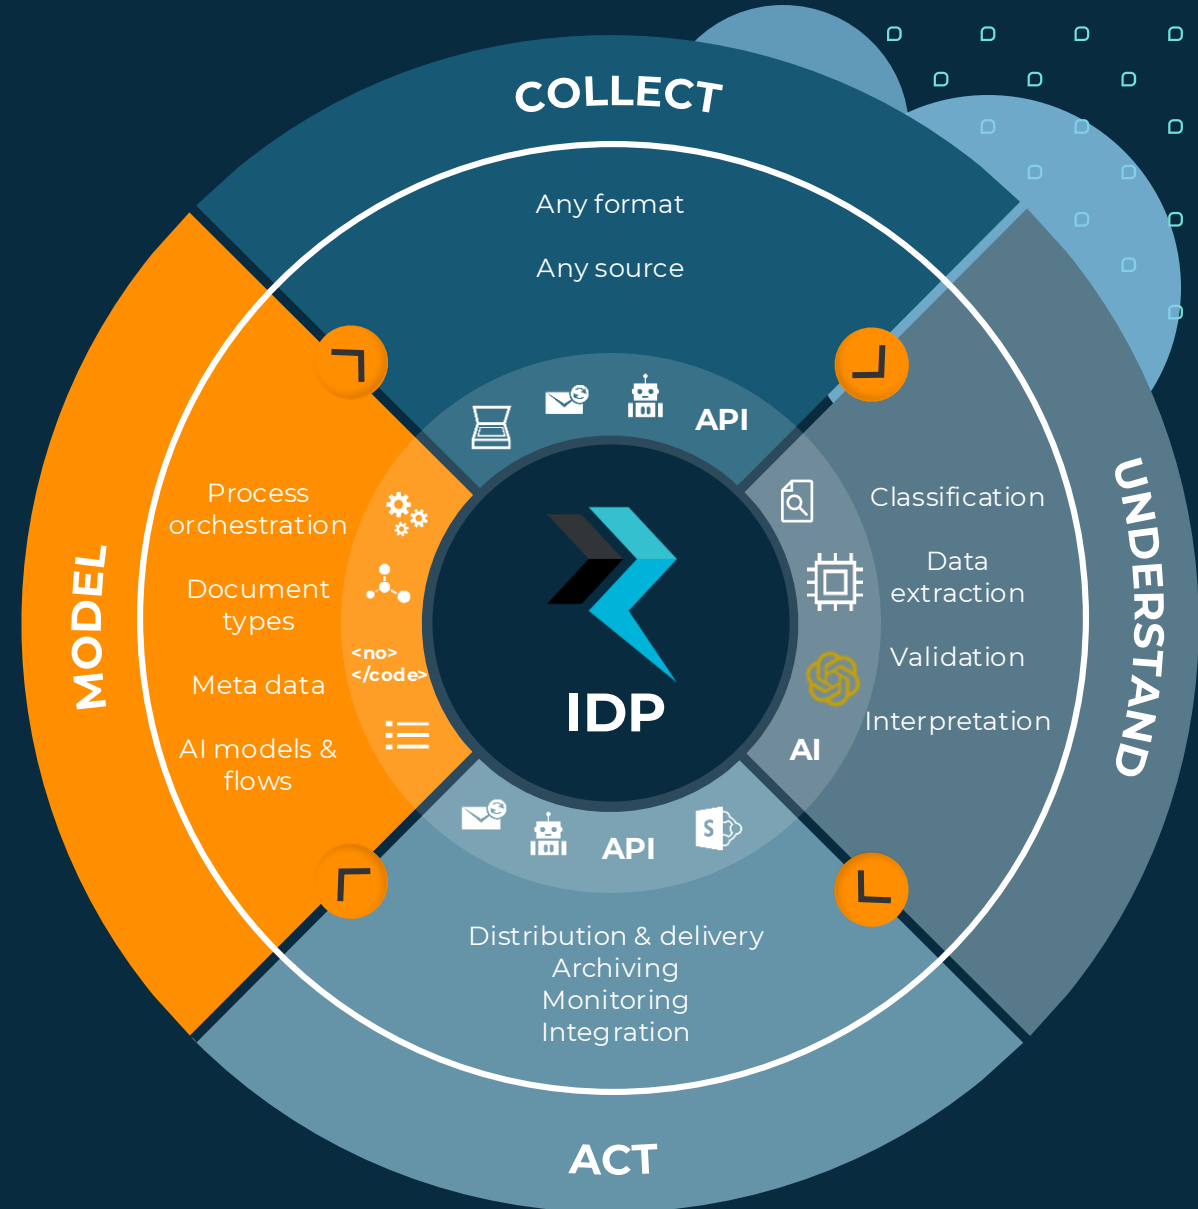 COLLECT
Any format
Any source
API
UNDERSTAND
Classification
Data
extraction
Validation
Interpretation
AI
ACT
API
S
Distribution & delivery
Archiving
Monitoring
Integration
MODEL
Process
orchestration
Document
types
Meta data
AI models &
flows
<no>
</code>
IDP